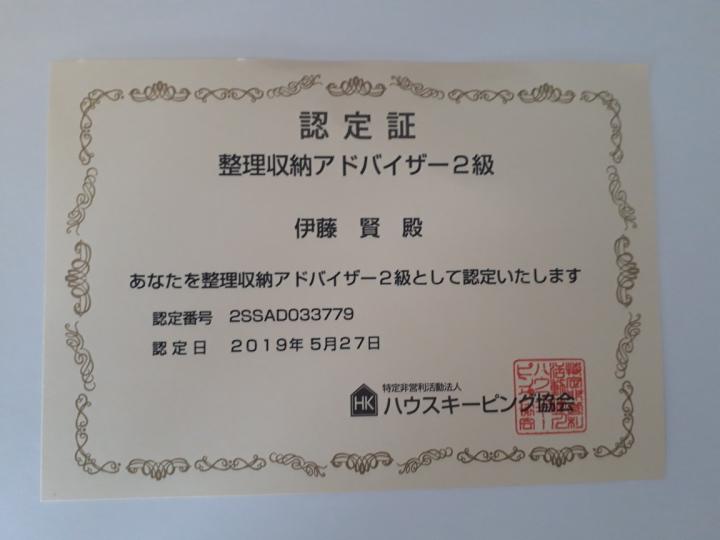 認定証
整理収納アドバイザー２級
伊藤 賢 殿
あなたを整理収納アドバイザー２級として認定いたします
認定番号 2SSAD033779
認定日 ２０１９年５月２７日
特定非営利活動法人
HK ハウスキーピング協会